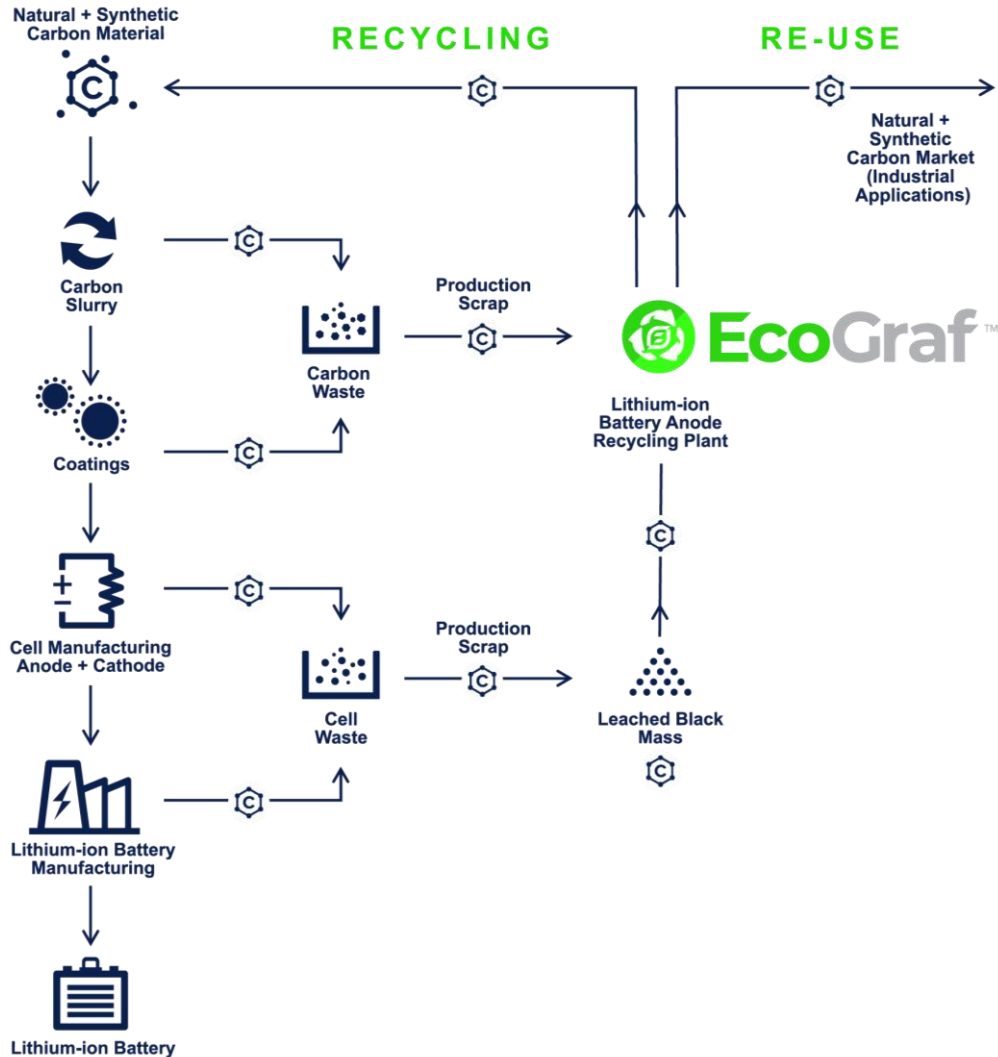 Natural + Synthetic
Carbon Material
RECYCLING
RE-USE
C
C
C
Natural +
Synthetic
Carbon Market
(Industrial
Applications)
C
Carbon
Slurry
Production
Scrap
C
EcoGraf™
Carbon
Waste
Lithium-ion
Battery Anode
Recycling Plant
C
Coatings
C
C
Cell Manufacturing
Anode + Cathode
Production
Scrap
C
Cell
Waste
Leached Black
Mass
C
C
Lithium-ion Battery
Manufacturing
Lithium-ion Battery